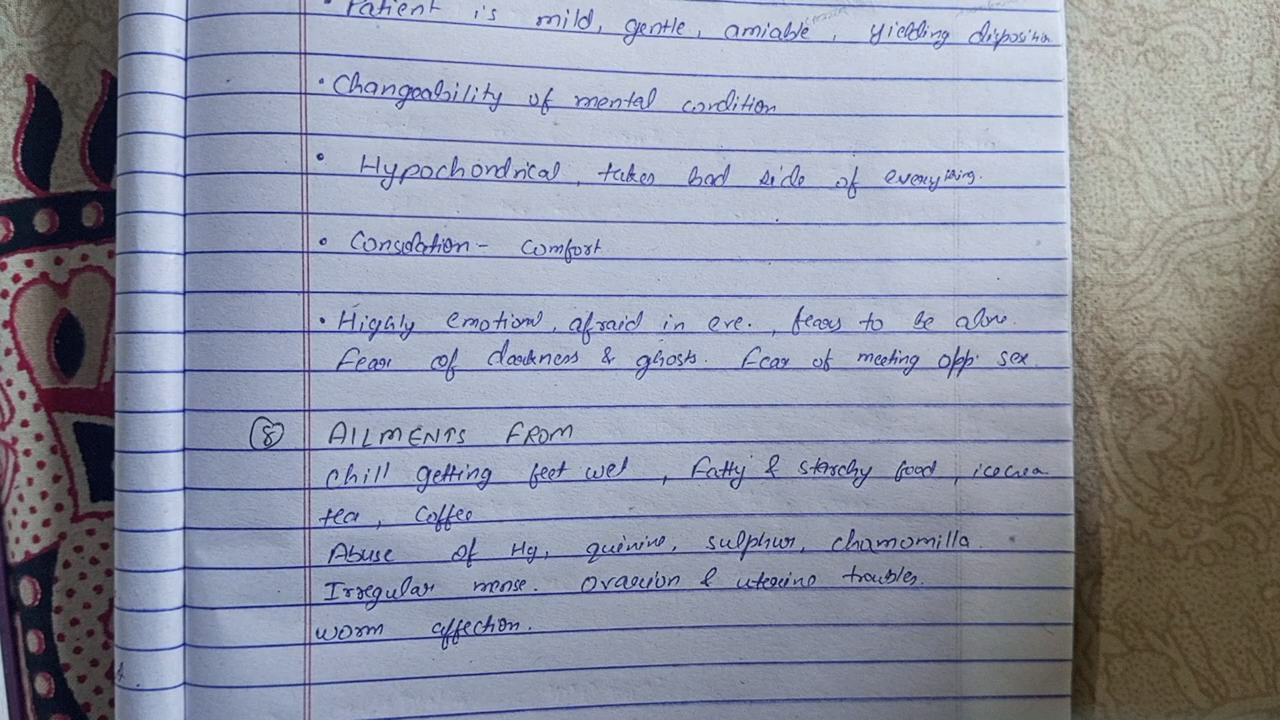 • Patient is mild, gentle, amiable, yielding disposition
• Changeability of mental condition
• Hypochondrical, takes bad side of everything.
• Consolation - Comfort
• Highly emotional, afraid in eve., fears to be alone.
Fear of darkness & ghosts. Fear of meeting opp. sex.
⑧ AILMENTS FROM
Chill getting feet wet, Fatty & starchy food, icecrea
tea, Coffee
Abuse of Hg, quinine, sulphur, chamomilla.
Irregular mense. Ovarion & uterine troubles.
worm affection.